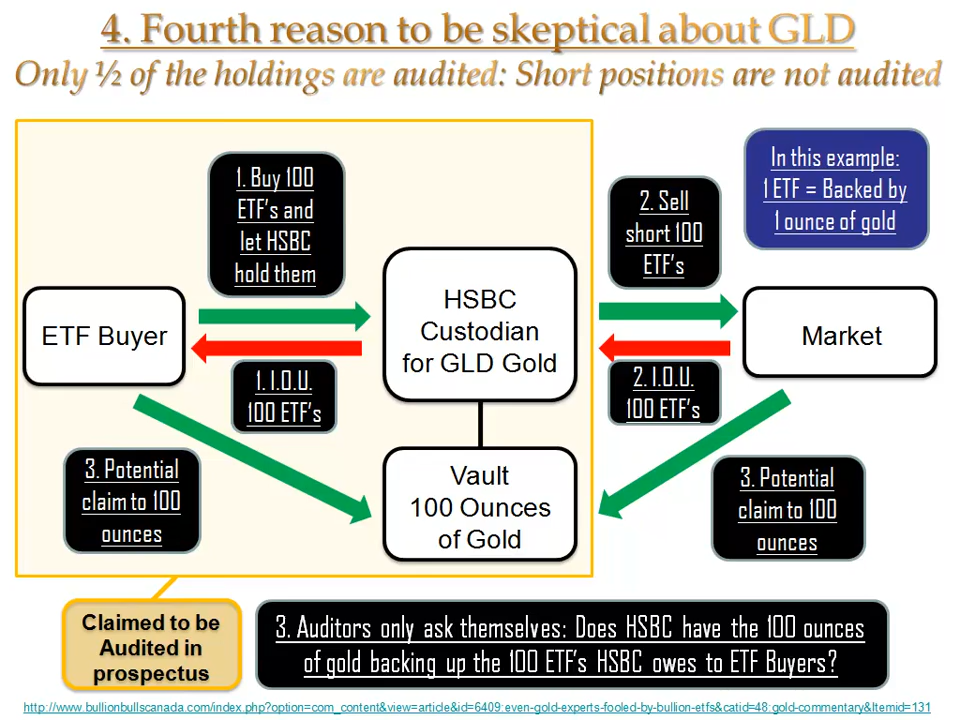 4. Fourth reason to be skeptical about GLD
Only ½ of the holdings are audited: Short positions are not audited
In this example:
1 ETF = Backed by
1 ounce of gold
1. Buy 100
ETF's and
let HSBC
hold them
2. Sell
short 100
ETF's
ETF Buyer
HSBC
Custodian
for GLD Gold
Market
1. I.O.U.
100 ETF's
2. I.O.U.
100 ETF's
3. Potential
claim to 100
ounces
Vault
100 Ounces
of Gold
3. Potential
claim to 100
ounces
Claimed to be
Audited in
prospectus
3. Auditors only ask themselves: Does HSBC have the 100 ounces
of gold backing up the 100 ETF's HSBC owes to ETF Buyers?
http://www.bullionbullscanada.com/index.php?option=com_content&view=article&id=6409:even-gold-experts-fooled-by-bullion-etfs&catid=48:gold-commentary&Itemid=131